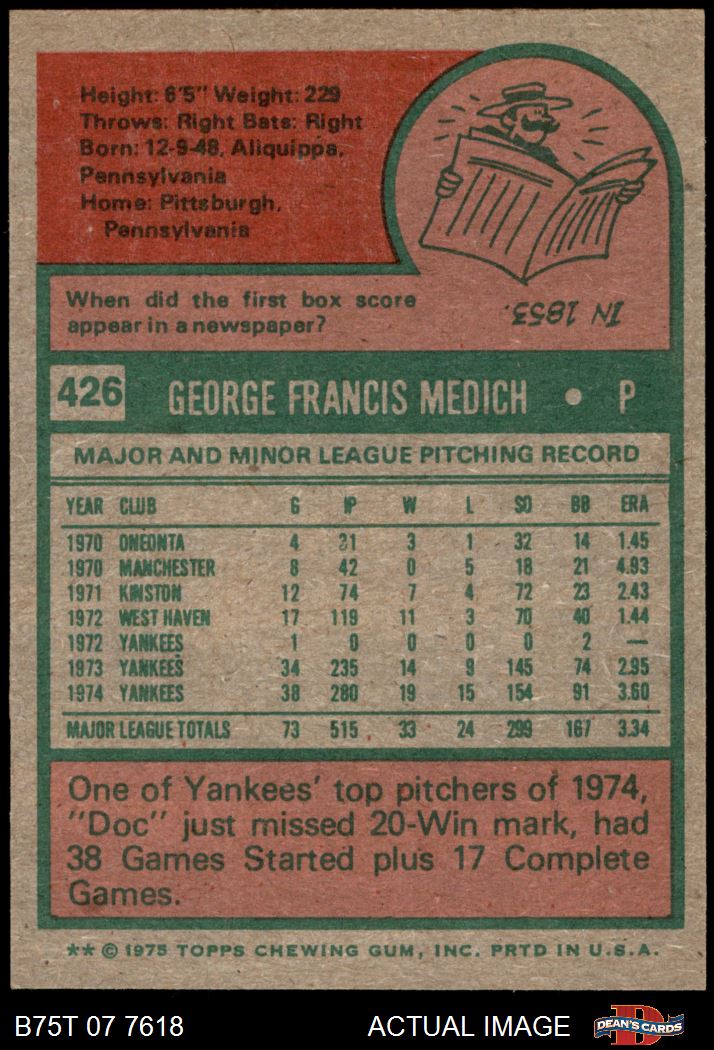 Height: 6'5" Weight: 229
Throws: Right Bats: Right
Born: 12-9-48, Aliquippa,
Pennsylvania
Home: Pittsburgh,
Pennsylvania
When did the first box score
appear in a newspaper?
IN 1853.
426 GEORGE FRANCIS MEDICH • P
MAJOR AND MINOR LEAGUE PITCHING RECORD
YEAR CLUB G IP W L SO BB ERA
1970 ONEONTA 4 31 3 1 32 14 1.45
1970 MANCHESTER 8 42 0 5 18 21 4.93
1971 KINSTON 12 74 7 4 72 23 2.43
1972 WEST HAVEN 17 119 11 3 70 40 1.44
1972 YANKEES 1 0 0 0 0 2 —
1973 YANKEES 34 235 14 9 145 74 2.95
1974 YANKEES 38 280 19 15 154 91 3.60
MAJOR LEAGUE TOTALS 73 515 33 24 299 167 3.34
One of Yankees' top pitchers of 1974,
"Doc" just missed 20-Win mark, had
38 Games Started plus 17 Complete
Games.
** © 1975 TOPPS CHEWING GUM, INC. PRTD IN U.S.A.
B75T 07 7618 ACTUAL IMAGE D DEAN'S CARDS